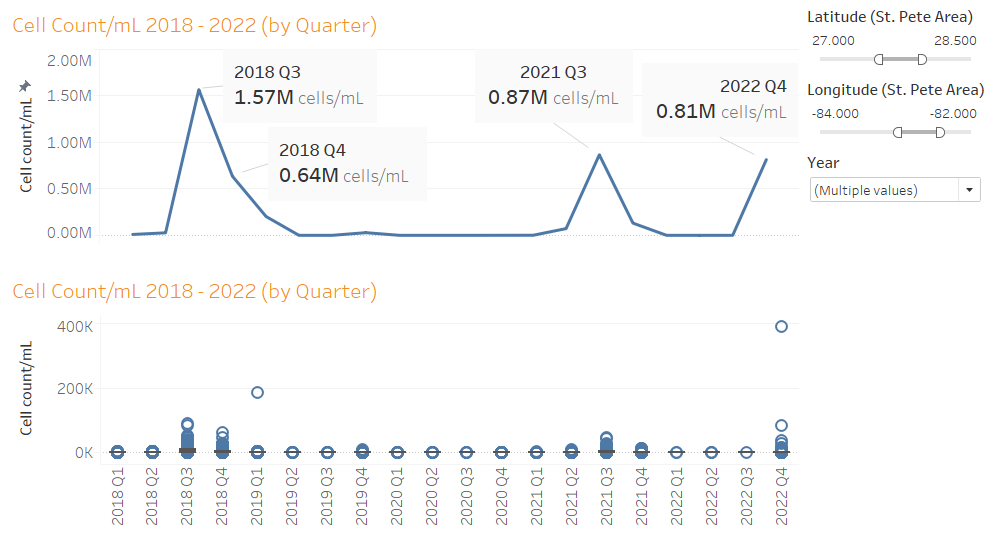 Cell Count/mL 2018 - 2022 (by Quarter)
2.00M
1.50M
1.00M
0.50M
0.00M
Cell count/mL
2018 Q3
1.57M cells/mL
2018 Q4
0.64M cells/mL
2021 Q3
0.87M cells/mL
2022 Q4
0.81M cells/mL
Cell Count/mL 2018 - 2022 (by Quarter)
400K
200K
0K
Cell count/mL
2018 Q1
2018 Q2
2018 Q3
2018 Q4
2019 Q1
2019 Q2
2019 Q3
2019 Q4
2020 Q1
2020 Q2
2020 Q3
2020 Q4
2021 Q1
2021 Q2
2021 Q3
2021 Q4
2022 Q1
2022 Q2
2022 Q3
2022 Q4
Latitude (St. Pete Area)
27.000 28.500
Longitude (St. Pete Area)
-84.000 -82.000
Year
(Multiple values)